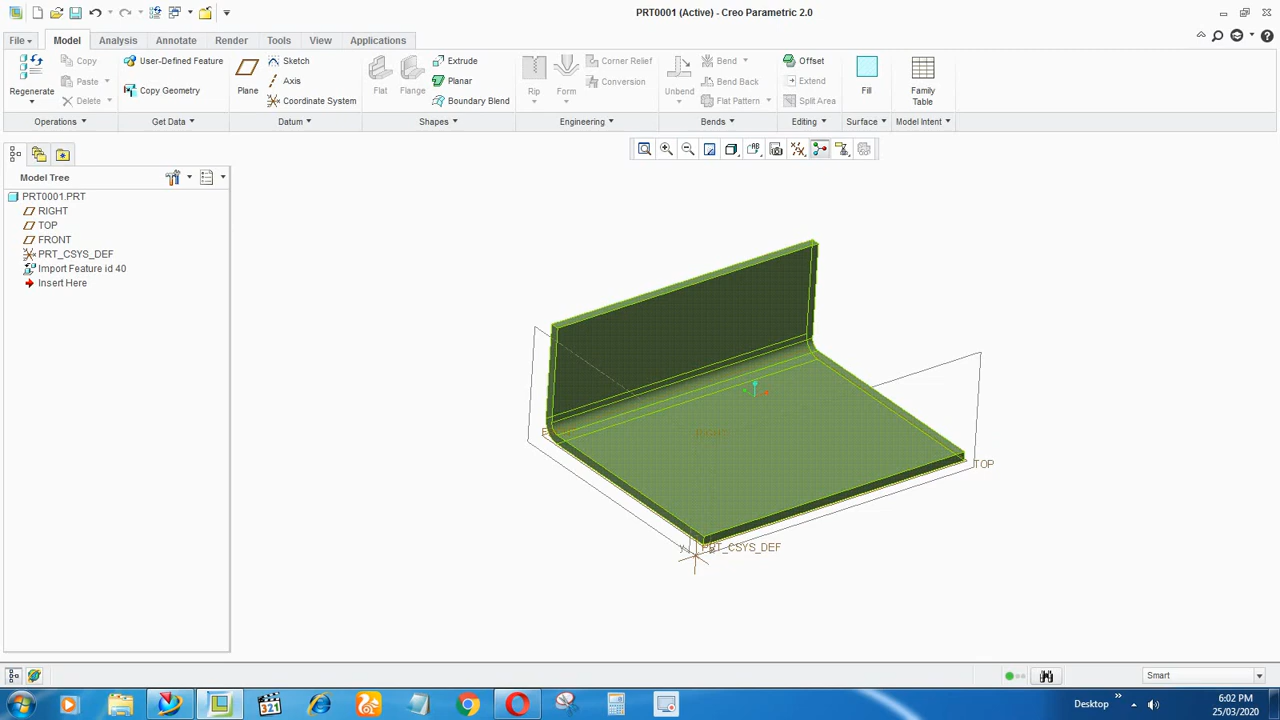 PRT0001 (Active) - Creo Parametric 2.0
File
Model
Analysis
Annotate
Render
Tools
View
Applications
Regenerate
Copy
Paste
Delete
Operations
User-Defined Feature
Copy Geometry
Get Data
Plane
Sketch
Axis
Coordinate System
Datum
Flat
Flange
Extrude
Planar
Boundary Blend
Shapes
Rip
Form
Corner Relief
Conversion
Engineering
Unbend
Bend
Bend Back
Flat Pattern
Bends
Offset
Extend
Split Area
Editing
Fill
Surface
Family
Table
Model Intent
Model Tree
PRT0001.PRT
RIGHT
TOP
FRONT
PRT_CSYS_DEF
Import Feature id 40
Insert Here
TOP
PRT_CSYS_DEF
Smart
321
Desktop
6:02 PM
25/03/2020